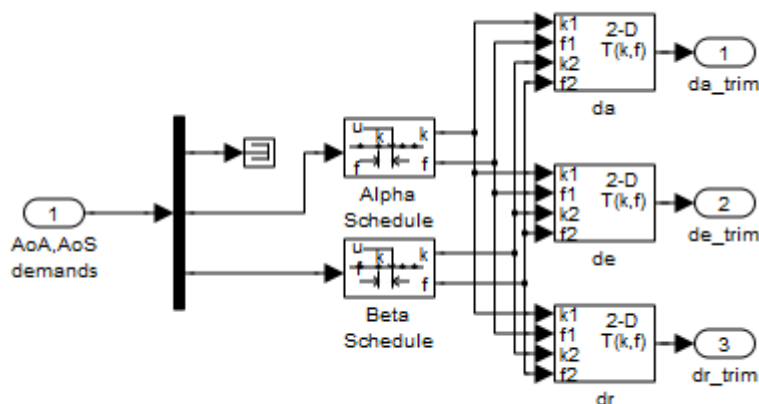 1
AoA,AoS
demands
u
k
k
f
f
Alpha
Schedule
u
k
k
f
f
Beta
Schedule
k1
f1
k2
f2
2-D
T(k,f)
da
1
da_trim
k1
f1
k2
f2
2-D
T(k,f)
de
2
de_trim
k1
f1
k2
f2
2-D
T(k,f)
dr
3
dr_trim